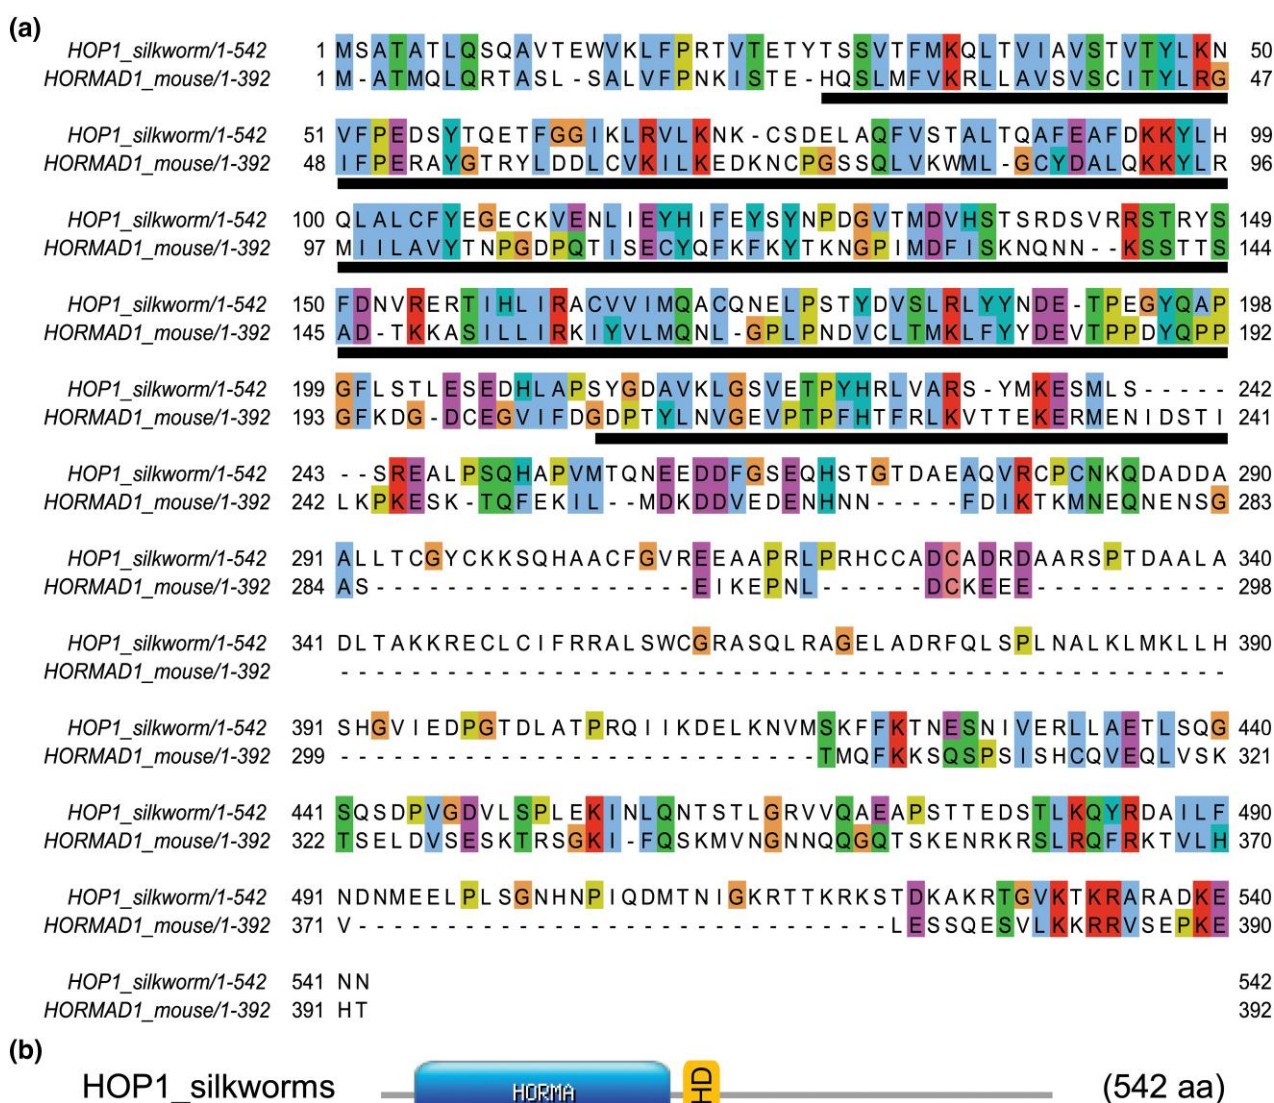 (a)
HOP1_silkworm/1-542 1 MSATATLQSQAVTEWVKLFPRTVTETYTSSVTFMKQLTVIAVSTVTYLKN 50
HORMAD1_mouse/1-392 1 M-ATMQLQRTASL-SALVFPNKISTE-HQSLMFVKRLLAVSVSCITYLRG 47
HOP1_silkworm/1-542 51 VFPEDSYTQETFGGIKLRVLKNK-CSDELAQFVSTALTQAFEAFDKKYLH 99
HORMAD1_mouse/1-392 48 IFPERAYGTRYLDDLCVKILKEDKNCPGSSQLVKWML-GCYDALQKKYLR 96
HOP1_silkworm/1-542 100 QLALCFYEGECKVENLIEYHIFEYSYNPDGVTMDVHSTSRDSVRRSTRYS 149
HORMAD1_mouse/1-392 97 MIILAVYTNPGDPQTISECYQFKFKYTKNGPIMDFISKNQNN--KSSTTS 144
HOP1_silkworm/1-542 150 FDNVRERTIHLIRACVVIMQACQNELPSTYDVSLRLYYNDE-TPEGYQAP 198
HORMAD1_mouse/1-392 145 AD-TKKASILLIRKIYVLMQNL-GPLPNDVCLTMKLFYYDEVTPPDYQPP 192
HOP1_silkworm/1-542 199 GFLSTLESEDHLAPSYGDAVKLGSVETPYHRLVARS-YMKESMLS----- 242
HORMAD1_mouse/1-392 193 GFKDG-DCEGVIFDGDPTYLNVGEVPTPFHTFRLKVTTEKERMENIDSTI 241
HOP1_silkworm/1-542 243 --SREALPSQHAPVMTQNEEDDFGSEQHSTGTDAEAQVRCPCNKQDADDA 290
HORMAD1_mouse/1-392 242 LKPKESK-TQFEKIL--MDKDDVEDENHNN-----FDIKTKMNEQNENSG 283
HOP1_silkworm/1-542 291 ALLTCGYCKKSQHAACFGVREEAAPRLPRHCCADCADRDAARSPTDAALA 340
HORMAD1_mouse/1-392 284 AS------------------EIKEPNL------DCKEEE----------- 298
HOP1_silkworm/1-542 341 DLTAKKRECLCIFRRALSWCGRASQLRAGELADRFQLSPLNALKLMKLLH 390
HORMAD1_mouse/1-392 --------------------------------------------------
HOP1_silkworm/1-542 391 SHGVIEDPGTDLATPRQIIKDELKNVMSKFFKTNESNIVERLLAETLSQG 440
HORMAD1_mouse/1-392 299 ---------------------------TMQFKKSQSPSISHCQVEQLVSK 321
HOP1_silkworm/1-542 441 SQSDPVGDVLSPLEKINLQNTSTLGRVVQAEAPSTTEDSTLKQYRDAILF 490
HORMAD1_mouse/1-392 322 TSELDVSESKTRSGKI-FQSKMVNGNNQQGQTSKENRKRSLRQFRKTVLH 370
HOP1_silkworm/1-542 491 NDNMEELPLSGNHNPIQDMTNIGKRTTKRKSTDKAKRTGVKTKRARADKE 540
HORMAD1_mouse/1-392 371 V------------------------------LESSQESVLKKRRVSEPKE 390
HOP1_silkworm/1-542 541 NN 542
HORMAD1_mouse/1-392 391 HT 392
(b)
HOP1_silkworms HORMA HD (542 aa)